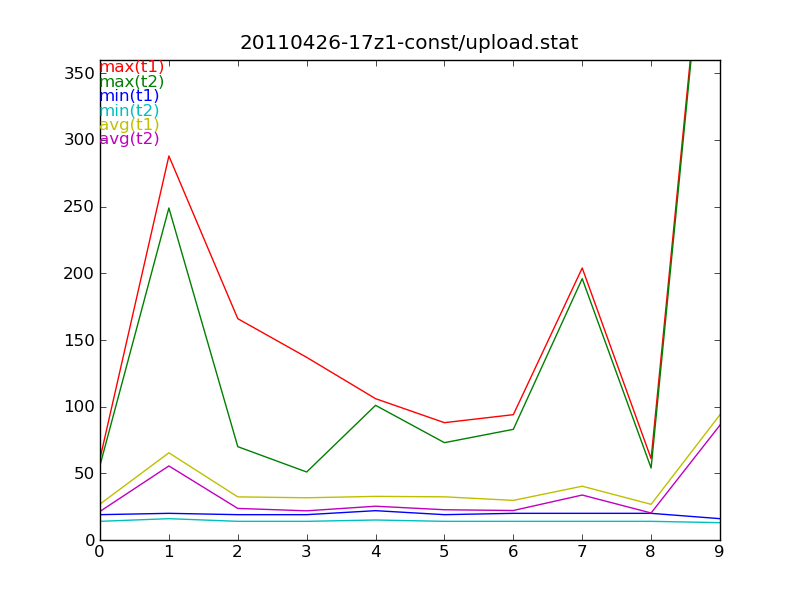 20110426-17z1-const/upload.stat
max(t1)
max(t2)
min(t1)
min(t2)
avg(t1)
avg(t2)
350
300
250
200
150
100
50
0
0 1 2 3 4 5 6 7 8 9